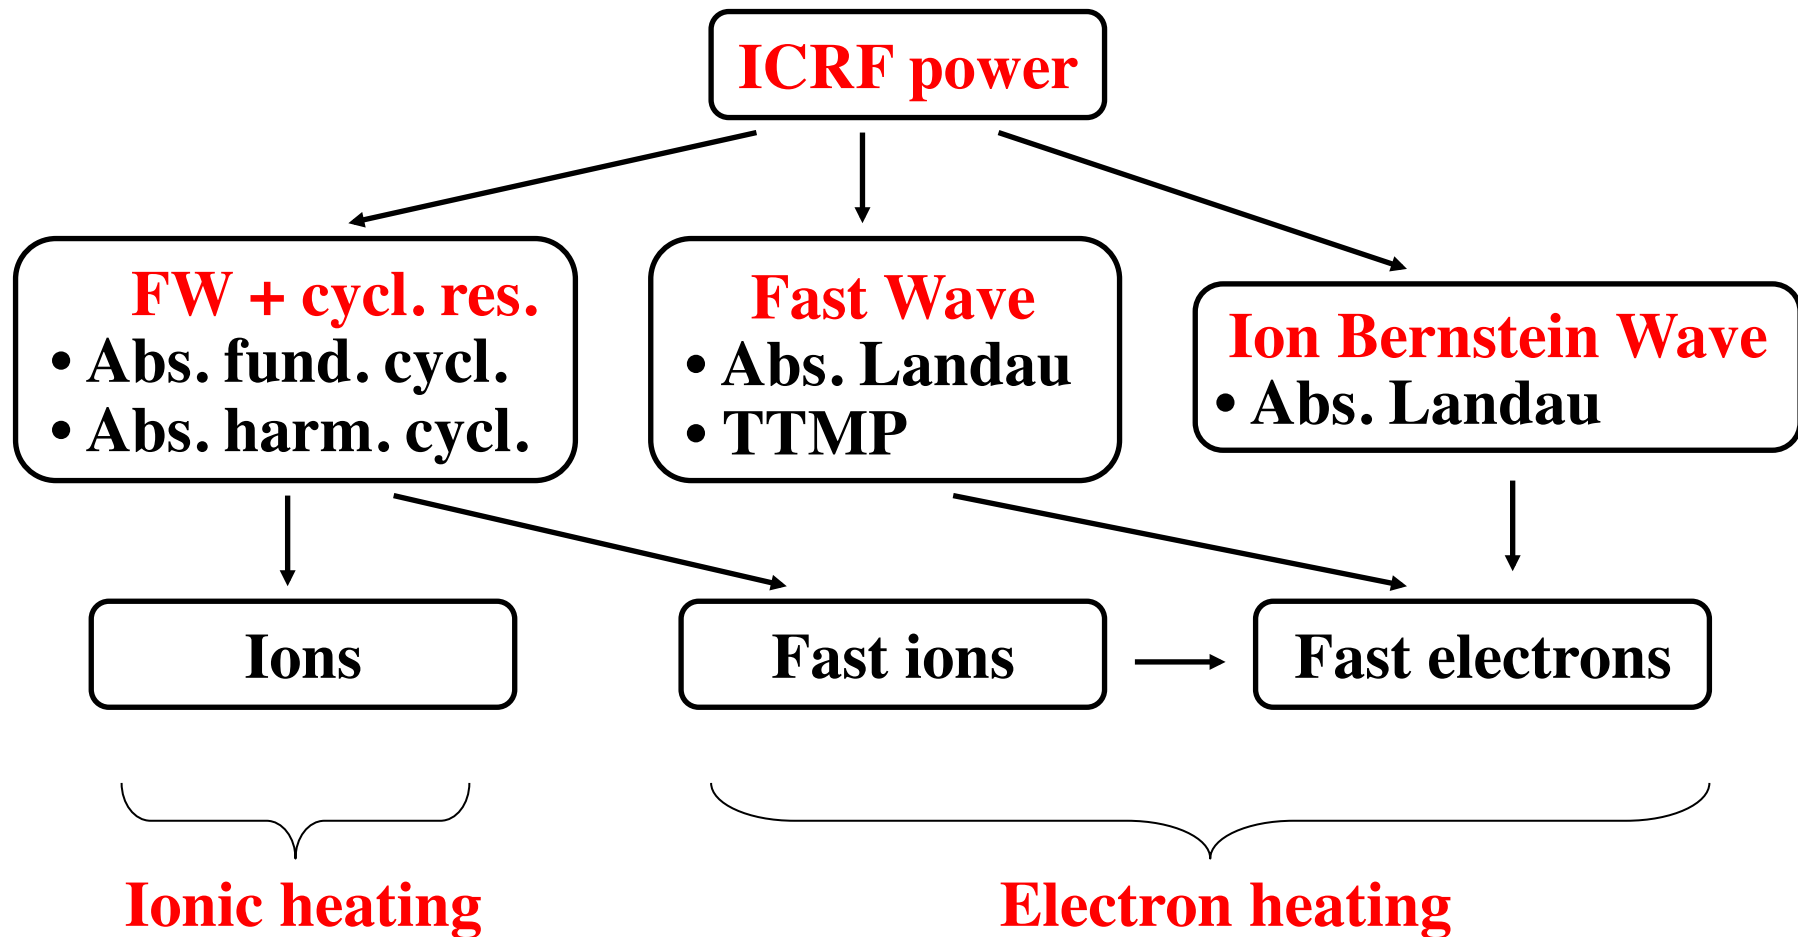 ICRF power
FW + cycl. res.
• Abs. fund. cycl.
• Abs. harm. cycl.
Fast Wave
• Abs. Landau
• TTMP
Ion Bernstein Wave
• Abs. Landau
Ions
Fast ions
Fast electrons
Ionic heating
Electron heating